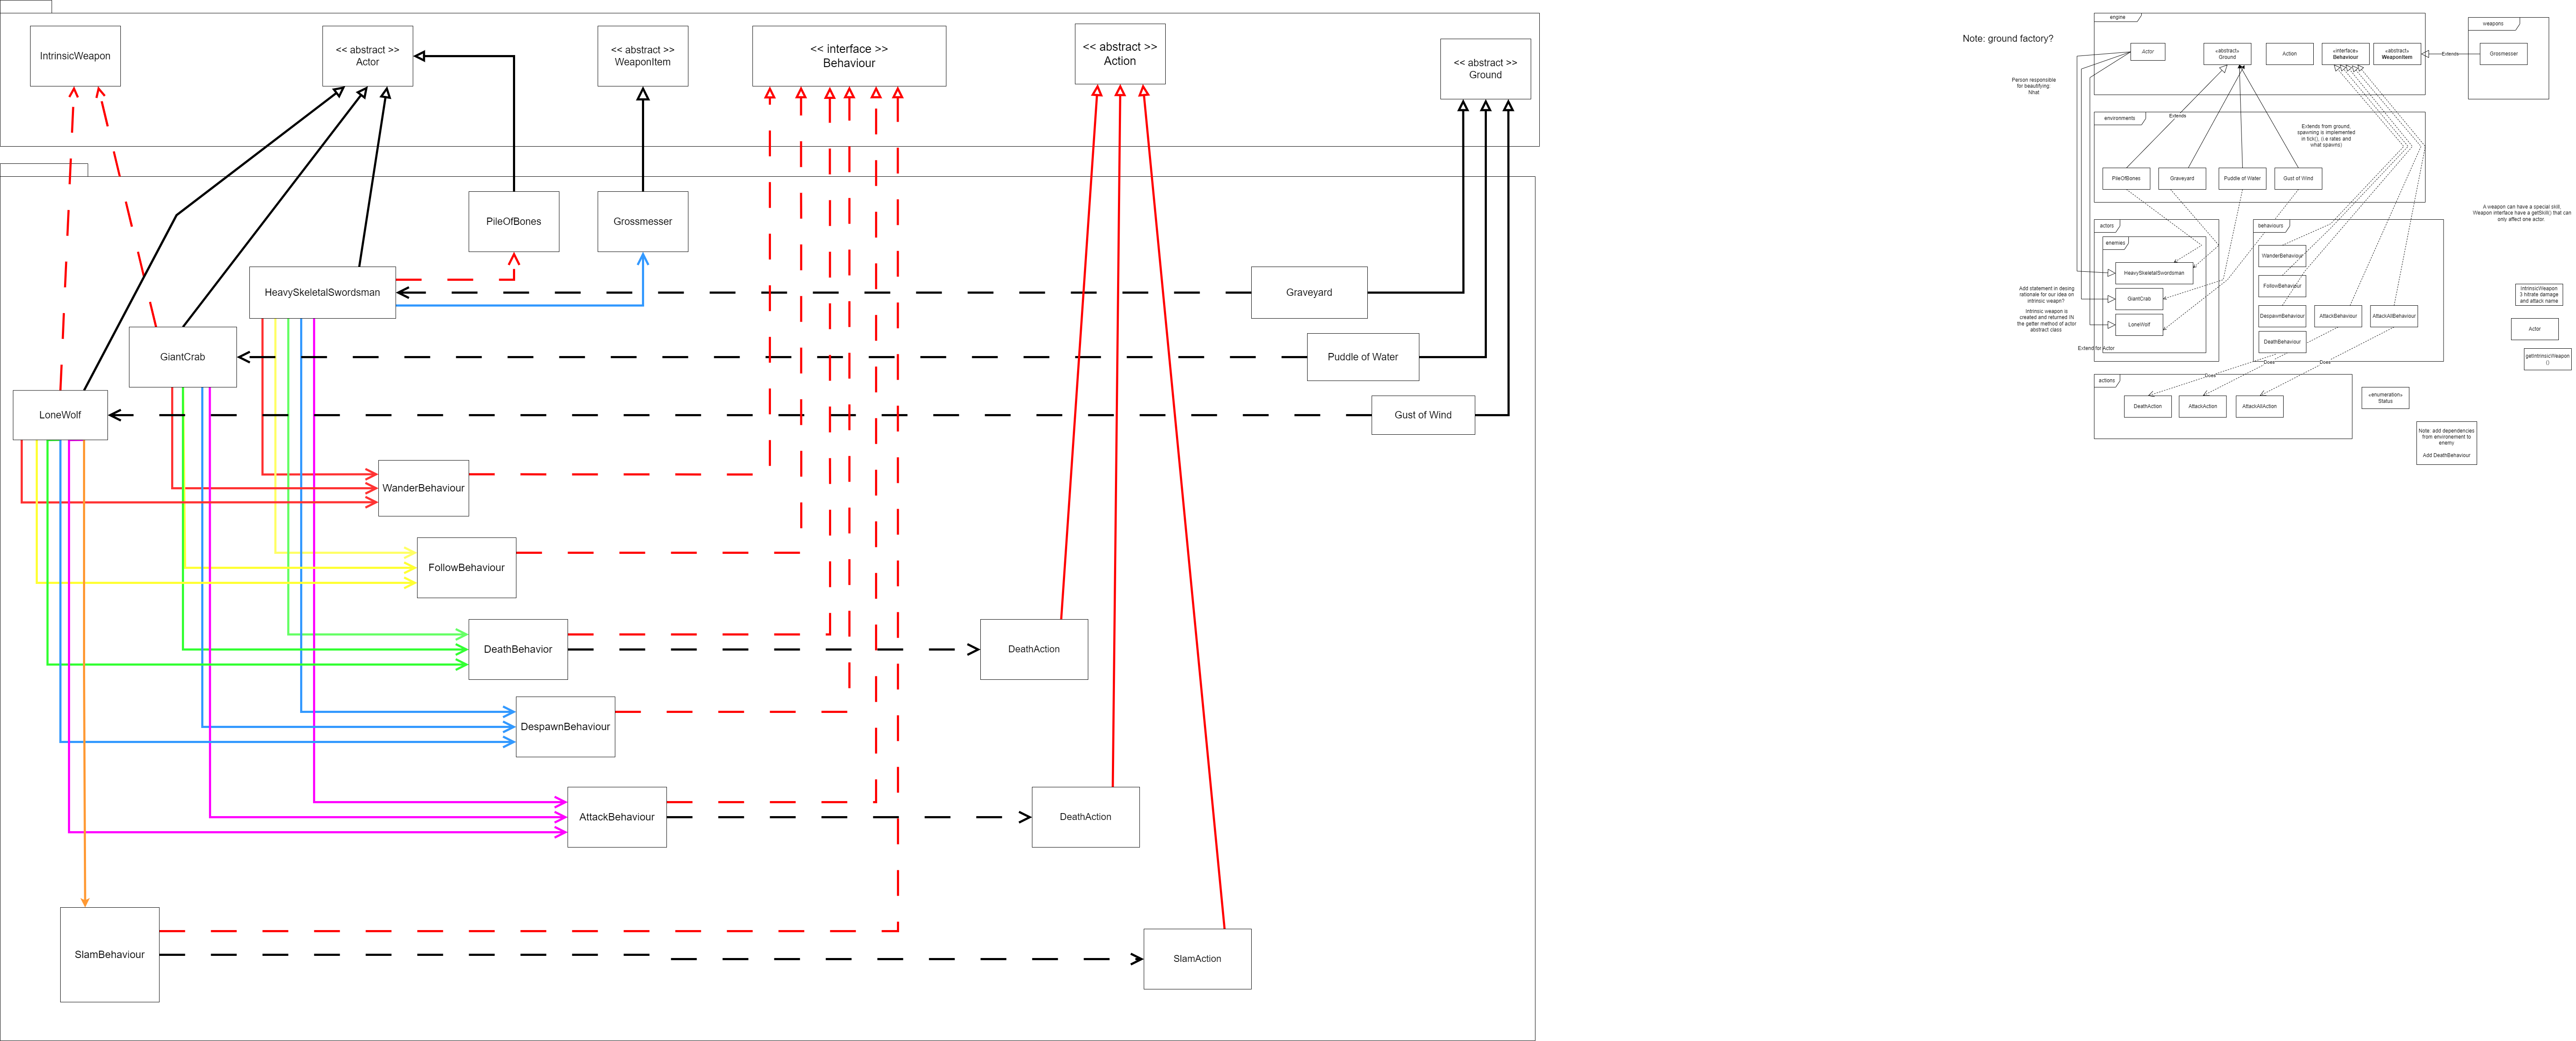 IntrinsicWeapon
<< abstract >>
Actor
<< abstract >>
WeaponItem
<< interface >>
Behaviour
<< abstract >>
Action
<< abstract >>
Ground
PileOfBones
Grossmesser
HeavySkeletalSwordsman
Graveyard
GiantCrab
Puddle of Water
LoneWolf
Gust of Wind
WanderBehaviour
FollowBehaviour
DeathBehavior
DeathAction
DespawnBehaviour
AttackBehaviour
DeathAction
SlamBehaviour
SlamAction
Note: ground factory?
Person responsible
for beautifying:
Nhat
engine
Actor
«abstract»
Ground
Action
«interface»
Behaviour
«abstract»
WeaponItem
Extends
weapons
Grosmesser
environments
Extends
Extends from ground,
spawning is implemented
in tick(), (i.e rates and
what spawns)
PileOfBones
Graveyard
Puddle of Water
Gust of Wind
A weapon can have a special skill,
Weapon interface have a getSkill() that can
only affect one actor.
actors
enemies
HeavySkeletalSwordsman
GiantCrab
LoneWolf
Extend for Actor
Add statement in desing
rationale for our idea on
intrinsic weapn?
Intrinsic weapon is
created and returned IN
the getter method of actor
abstract class
behaviours
WanderBehaviour
FollowBehaviour
DespawnBehaviour
AttackBehaviour
AttackAllBehaviour
DeathBehaviour
Does
Does
Does
actions
DeathAction
AttackAction
AttackAllAction
«enumeration»
Status
IntrinsicWeapon
3 hitrate damage
and attack name
Actor
getIntrinsicWeapon
()
Note: add dependencies
from environement to
enemy
Add DeathBehaviour